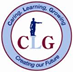 Caring, Learning, Growing
CLG
Creating our Future